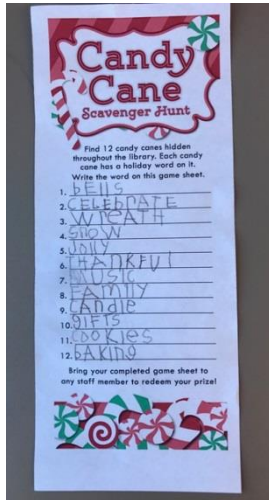 Candy
Cane
Scavenger Hunt
Find 12 candy canes hidden
throughout the library. Each candy
cane has a holiday word on it.
Write the word on this game sheet.
1. bEllS
2. CELEbRATE
3. WREATH
4. SNOW
5. JOlly
6. THANKFUl
7. MUSIC
8. FAMIly
9. CANdlE
10. gIFTS
11. COOKIES
12. bAKINg
Bring your completed game sheet to
any staff member to redeem your prize!